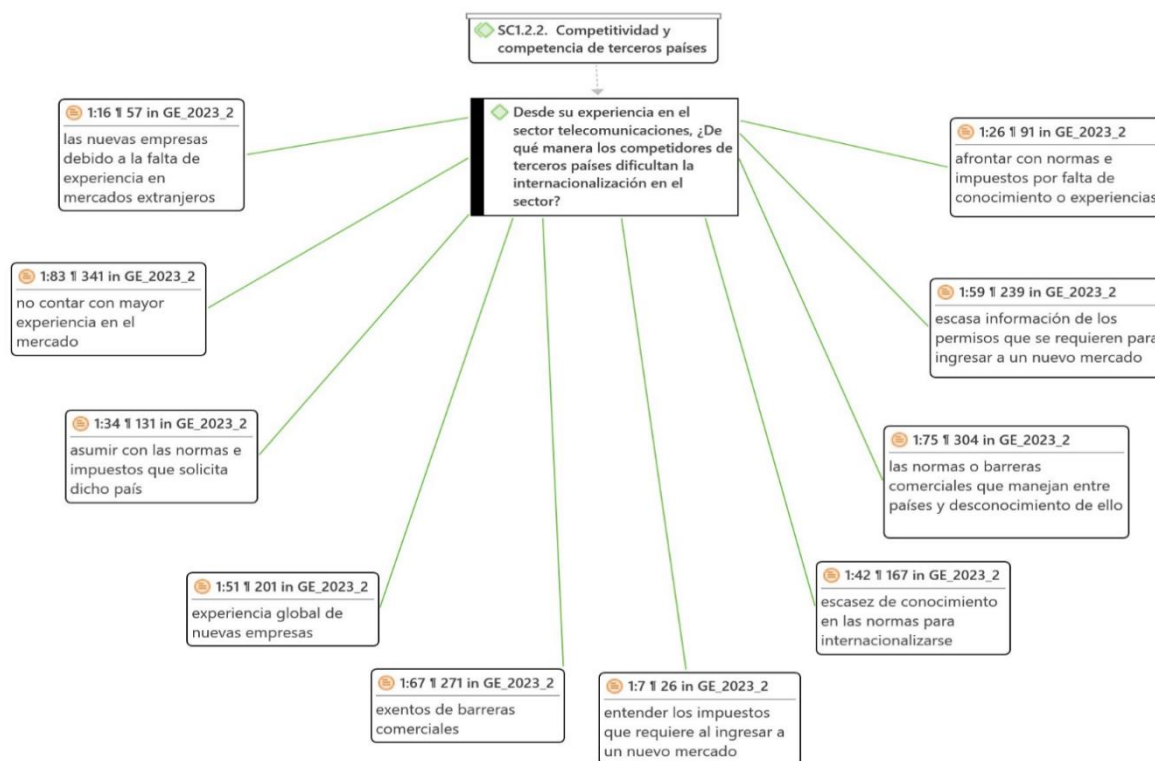 SC1.2.2. Competitividad y
competencia de terceros países
Desde su experiencia en el
sector telecomunicaciones, ¿De
qué manera los competidores de
terceros países dificultan la
internacionalización en el
sector?
1:16 ¶ 57 in GE_2023_2
las nuevas empresas
debido a la falta de
experiencia en
mercados extranjeros
1:26 ¶ 91 in GE_2023_2
afrontar con normas e
impuestos por falta de
conocimiento o experiencias
1:83 ¶ 341 in GE_2023_2
no contar con mayor
experiencia en el
mercado
1:59 ¶ 239 in GE_2023_2
escasa información de los
permisos que se requieren para
ingresar a un nuevo mercado
1:34 ¶ 131 in GE_2023_2
asumir con las normas e
impuestos que solicita
dicho país
1:75 ¶ 304 in GE_2023_2
las normas o barreras
comerciales que manejan entre
países y desconocimiento de ello
1:51 ¶ 201 in GE_2023_2
experiencia global de
nuevas empresas
1:42 ¶ 167 in GE_2023_2
escasez de conocimiento
en las normas para
internacionalizarse
1:67 ¶ 271 in GE_2023_2
exentos de barreras
comerciales
1:7 ¶ 26 in GE_2023_2
entender los impuestos
que requiere al ingresar a
un nuevo mercado